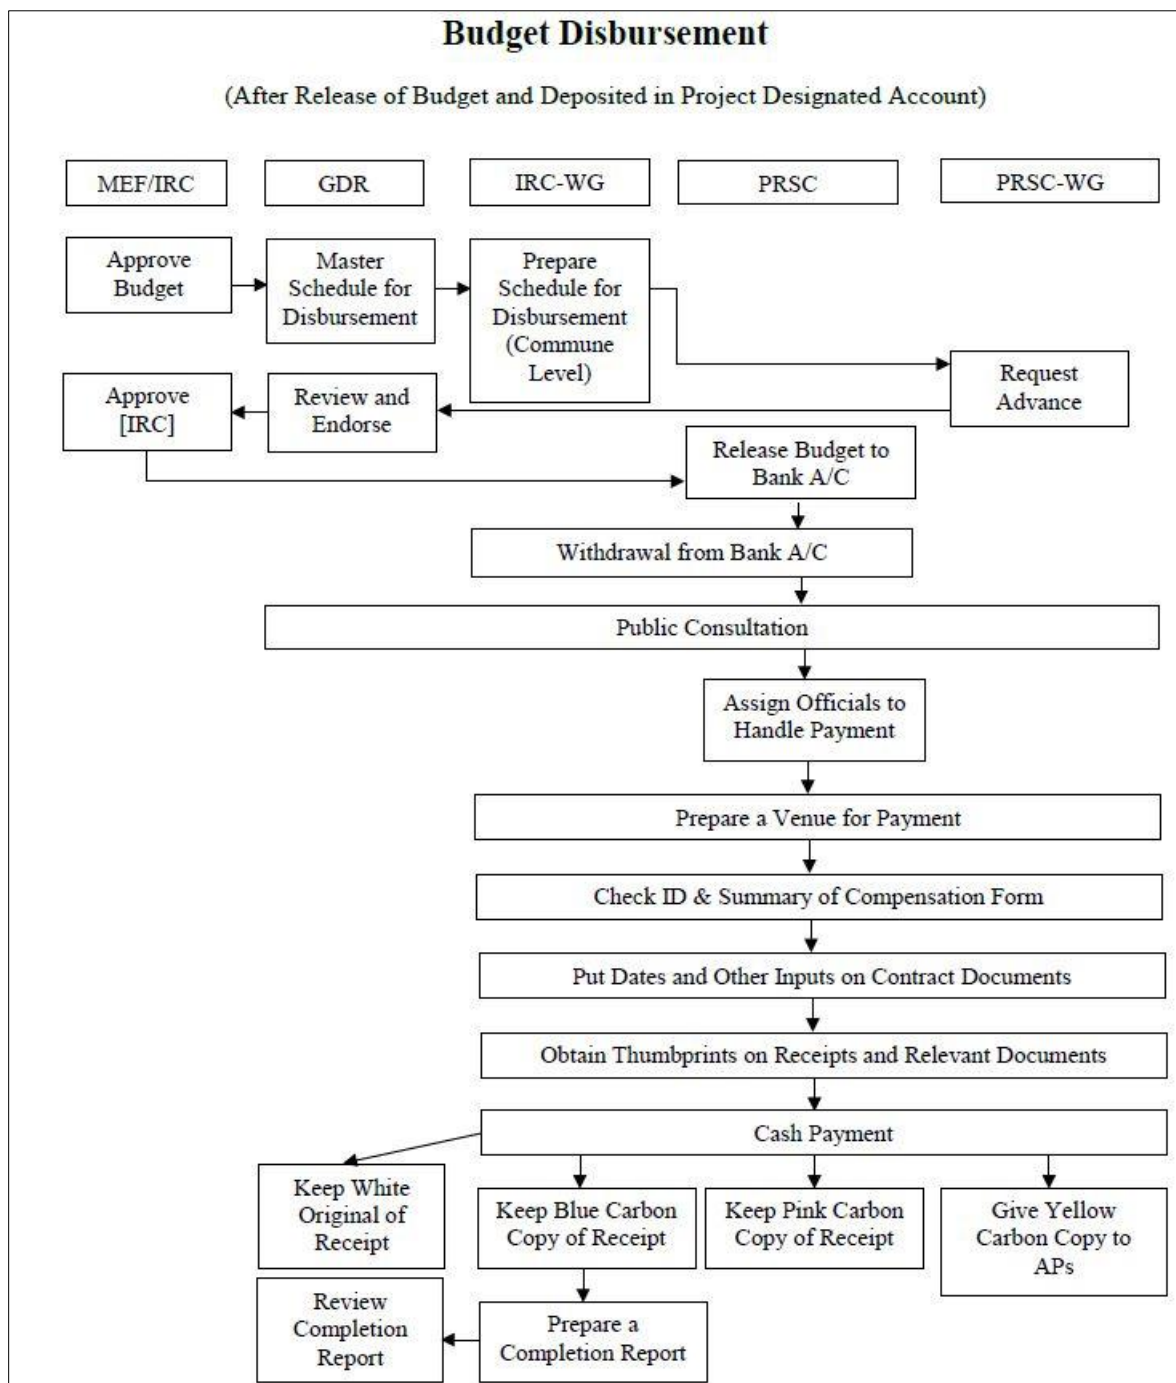 Budget Disbursement
(After Release of Budget and Deposited in Project Designated Account)
MEF/IRC
GDR
IRC-WG
PRSC
PRSC-WG
Approve
Budget
Master
Schedule for
Disbursement
Prepare
Schedule for
Disbursement
(Commune
Level)
Request
Advance
Review and
Endorse
Approve
[IRC]
Release Budget to
Bank A/C
Withdrawal from Bank A/C
Public Consultation
Assign Officials to
Handle Payment
Prepare a Venue for Payment
Check ID & Summary of Compensation Form
Put Dates and Other Inputs on Contract Documents
Obtain Thumbprints on Receipts and Relevant Documents
Cash Payment
Keep White
Original of
Receipt
Keep Blue Carbon
Copy of Receipt
Keep Pink Carbon
Copy of Receipt
Give Yellow
Carbon Copy to
APs
Review
Completion
Report
Prepare a
Completion Report